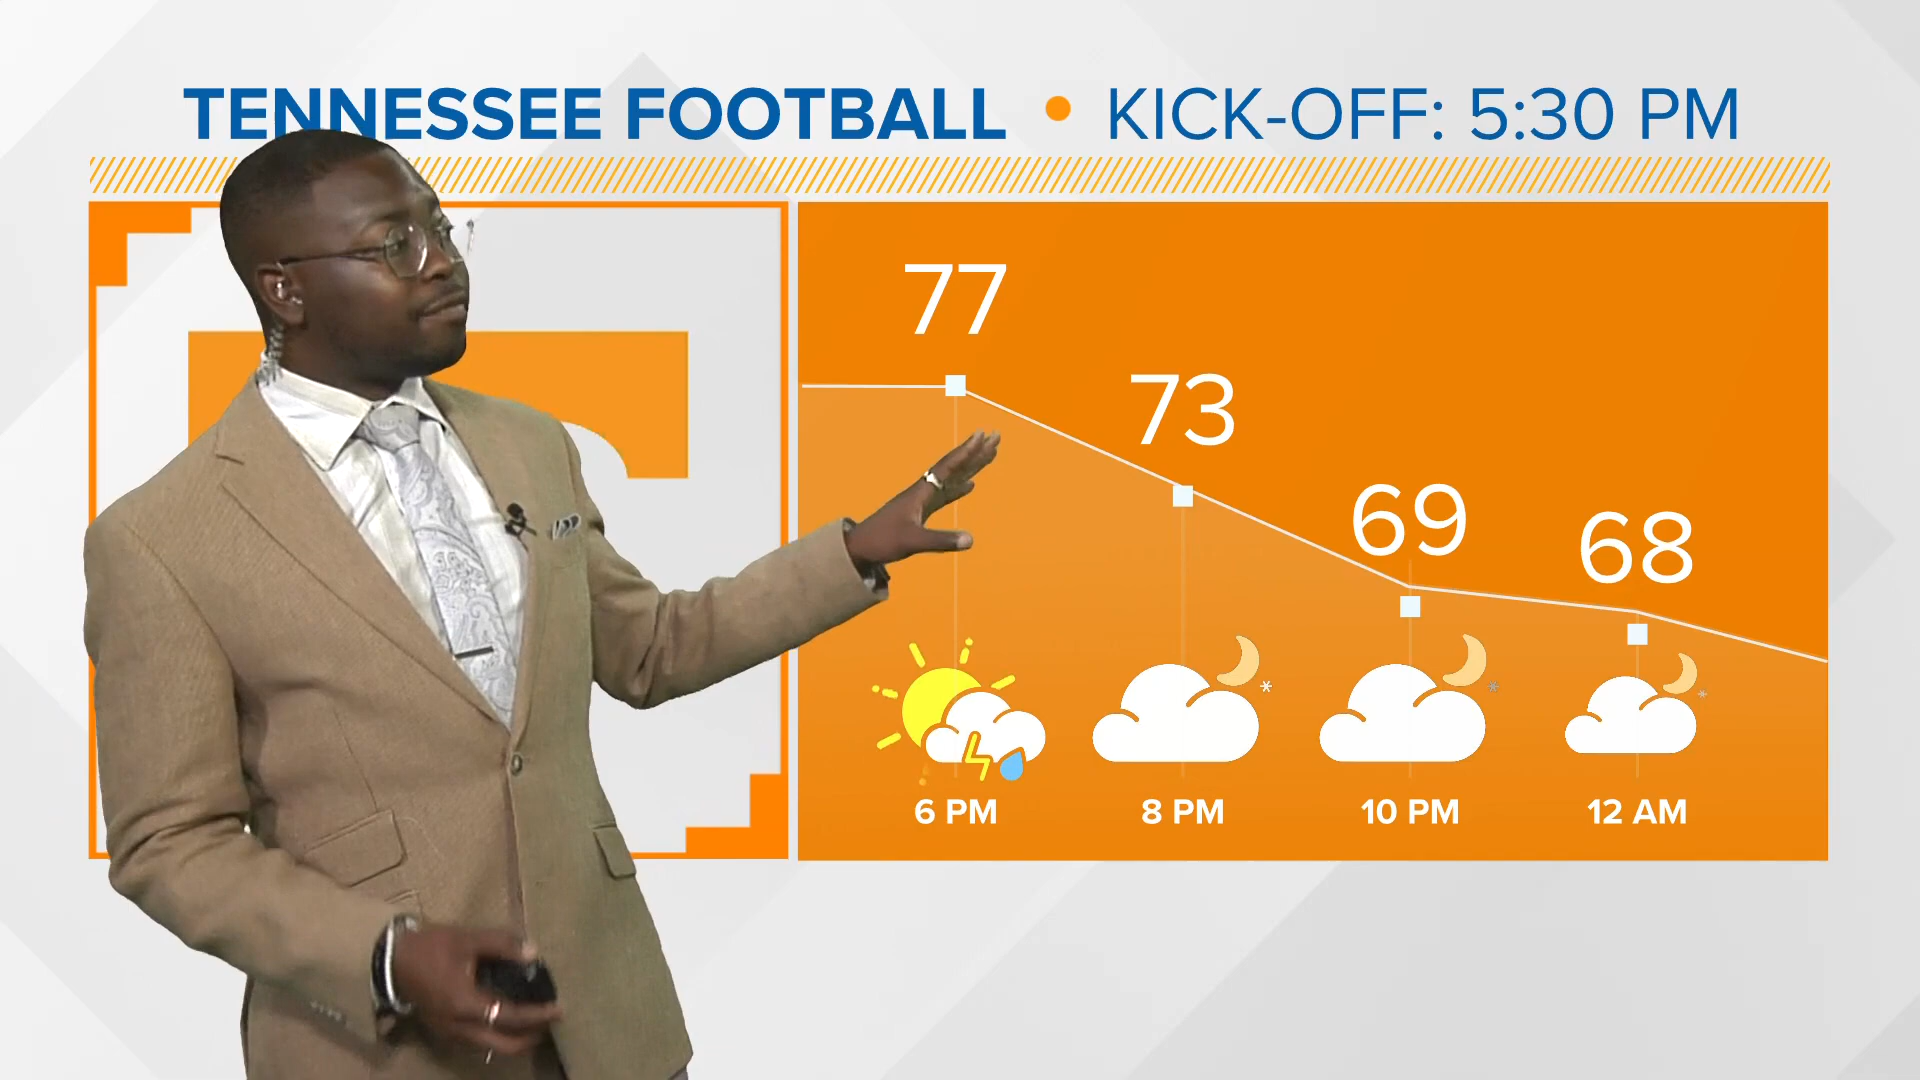 TENNESSEE FOOTBALL • KICK-OFF: 5:30 PM
T
77
73
69
68
6 PM
8 PM
10 PM
12 AM